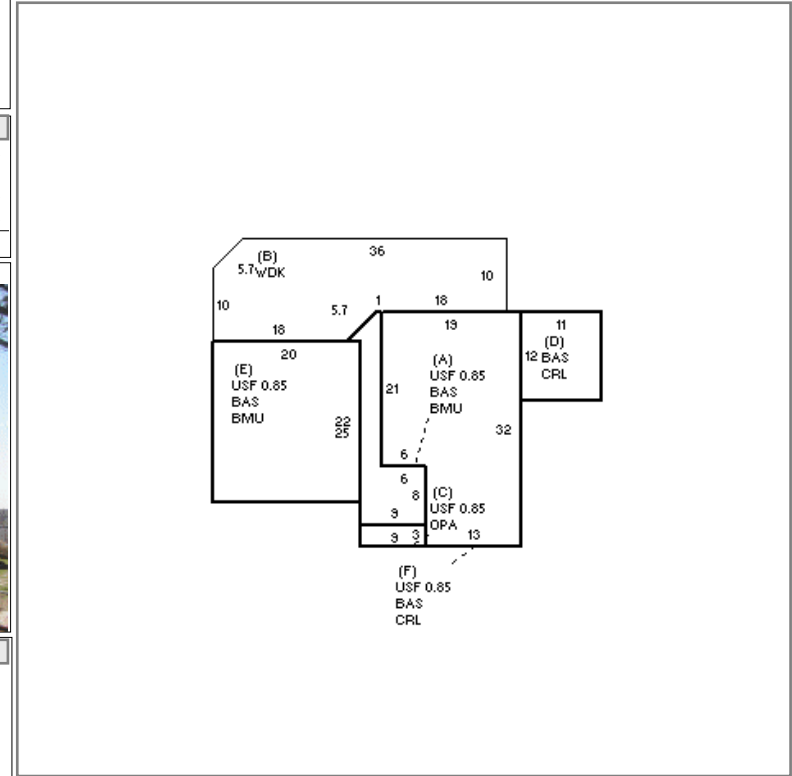 36
(B)
5.7 WDK
10
10
5.7
1
18
18
19
11
20
(D)
12 BAS
CRL
(A)
USF 0.85
BAS
BMU
(E)
USF 0.85
BAS
BMU
21
22
25
32
6
6
8
(C)
USF 0.85
OPA
9
9
3
13
(F)
USF 0.85
BAS
CRL